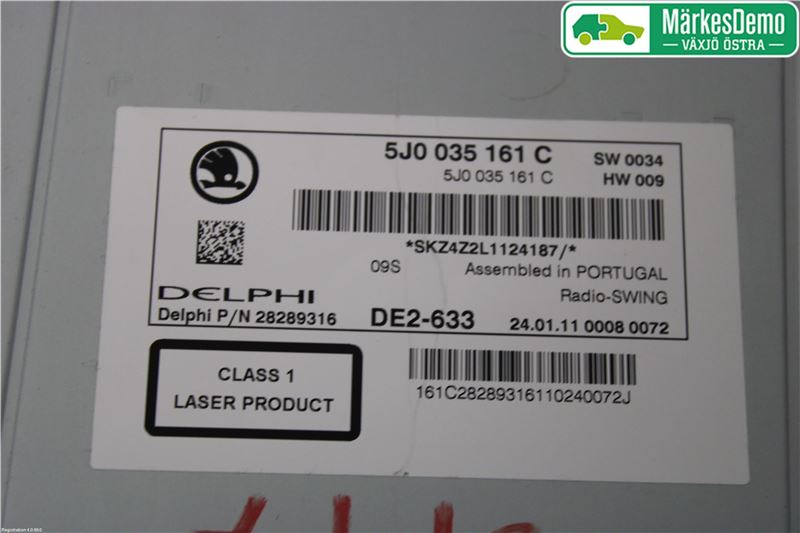 MärkesDemo
VÄXJÖ ÖSTRA
5J0 035 161 C SW 0034
5J0 035 161 C HW 009
*SKZ4Z2L1124187/*
09S Assembled in PORTUGAL
DELPHI Radio-SWING
Delphi P/N 28289316 DE2-633 24.01.11 0008 0072
CLASS 1
LASER PRODUCT
161C28289316110240072J